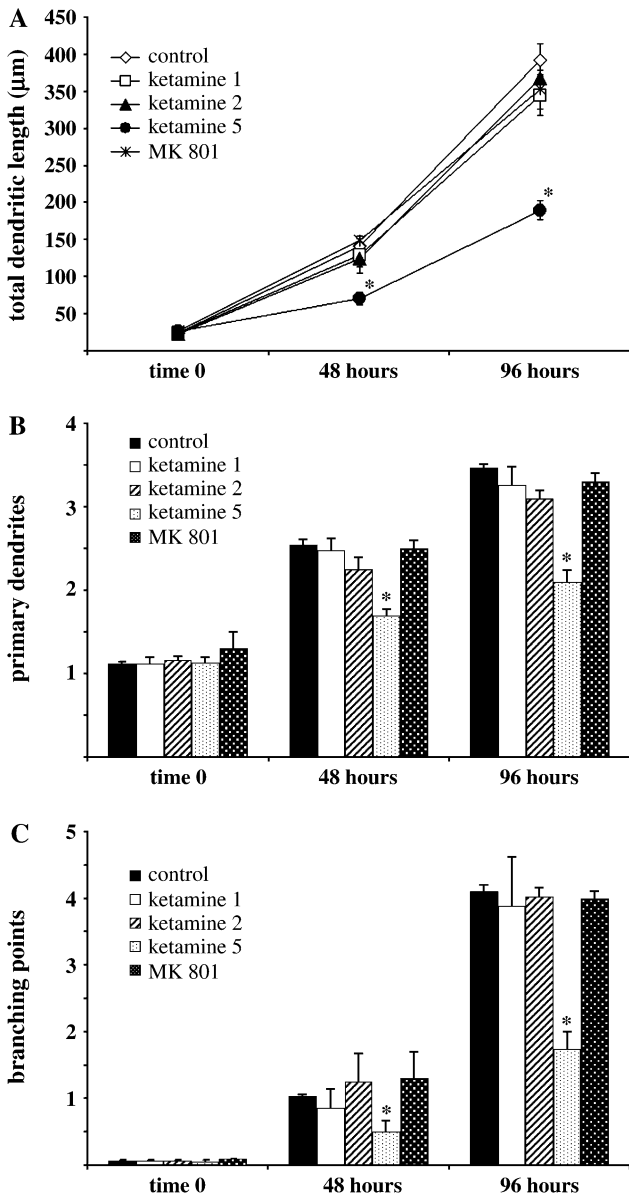 A
total dendritic length (µm)
450
400
350
300
250
200
150
100
50
control
ketamine 1
ketamine 2
ketamine 5
MK 801
*
*
time 0 48 hours 96 hours
B
primary dendrites
4
3
2
1
control
ketamine 1
ketamine 2
ketamine 5
MK 801
*
*
time 0 48 hours 96 hours
C
branching points
5
4
3
2
1
control
ketamine 1
ketamine 2
ketamine 5
MK 801
*
*
time 0 48 hours 96 hours